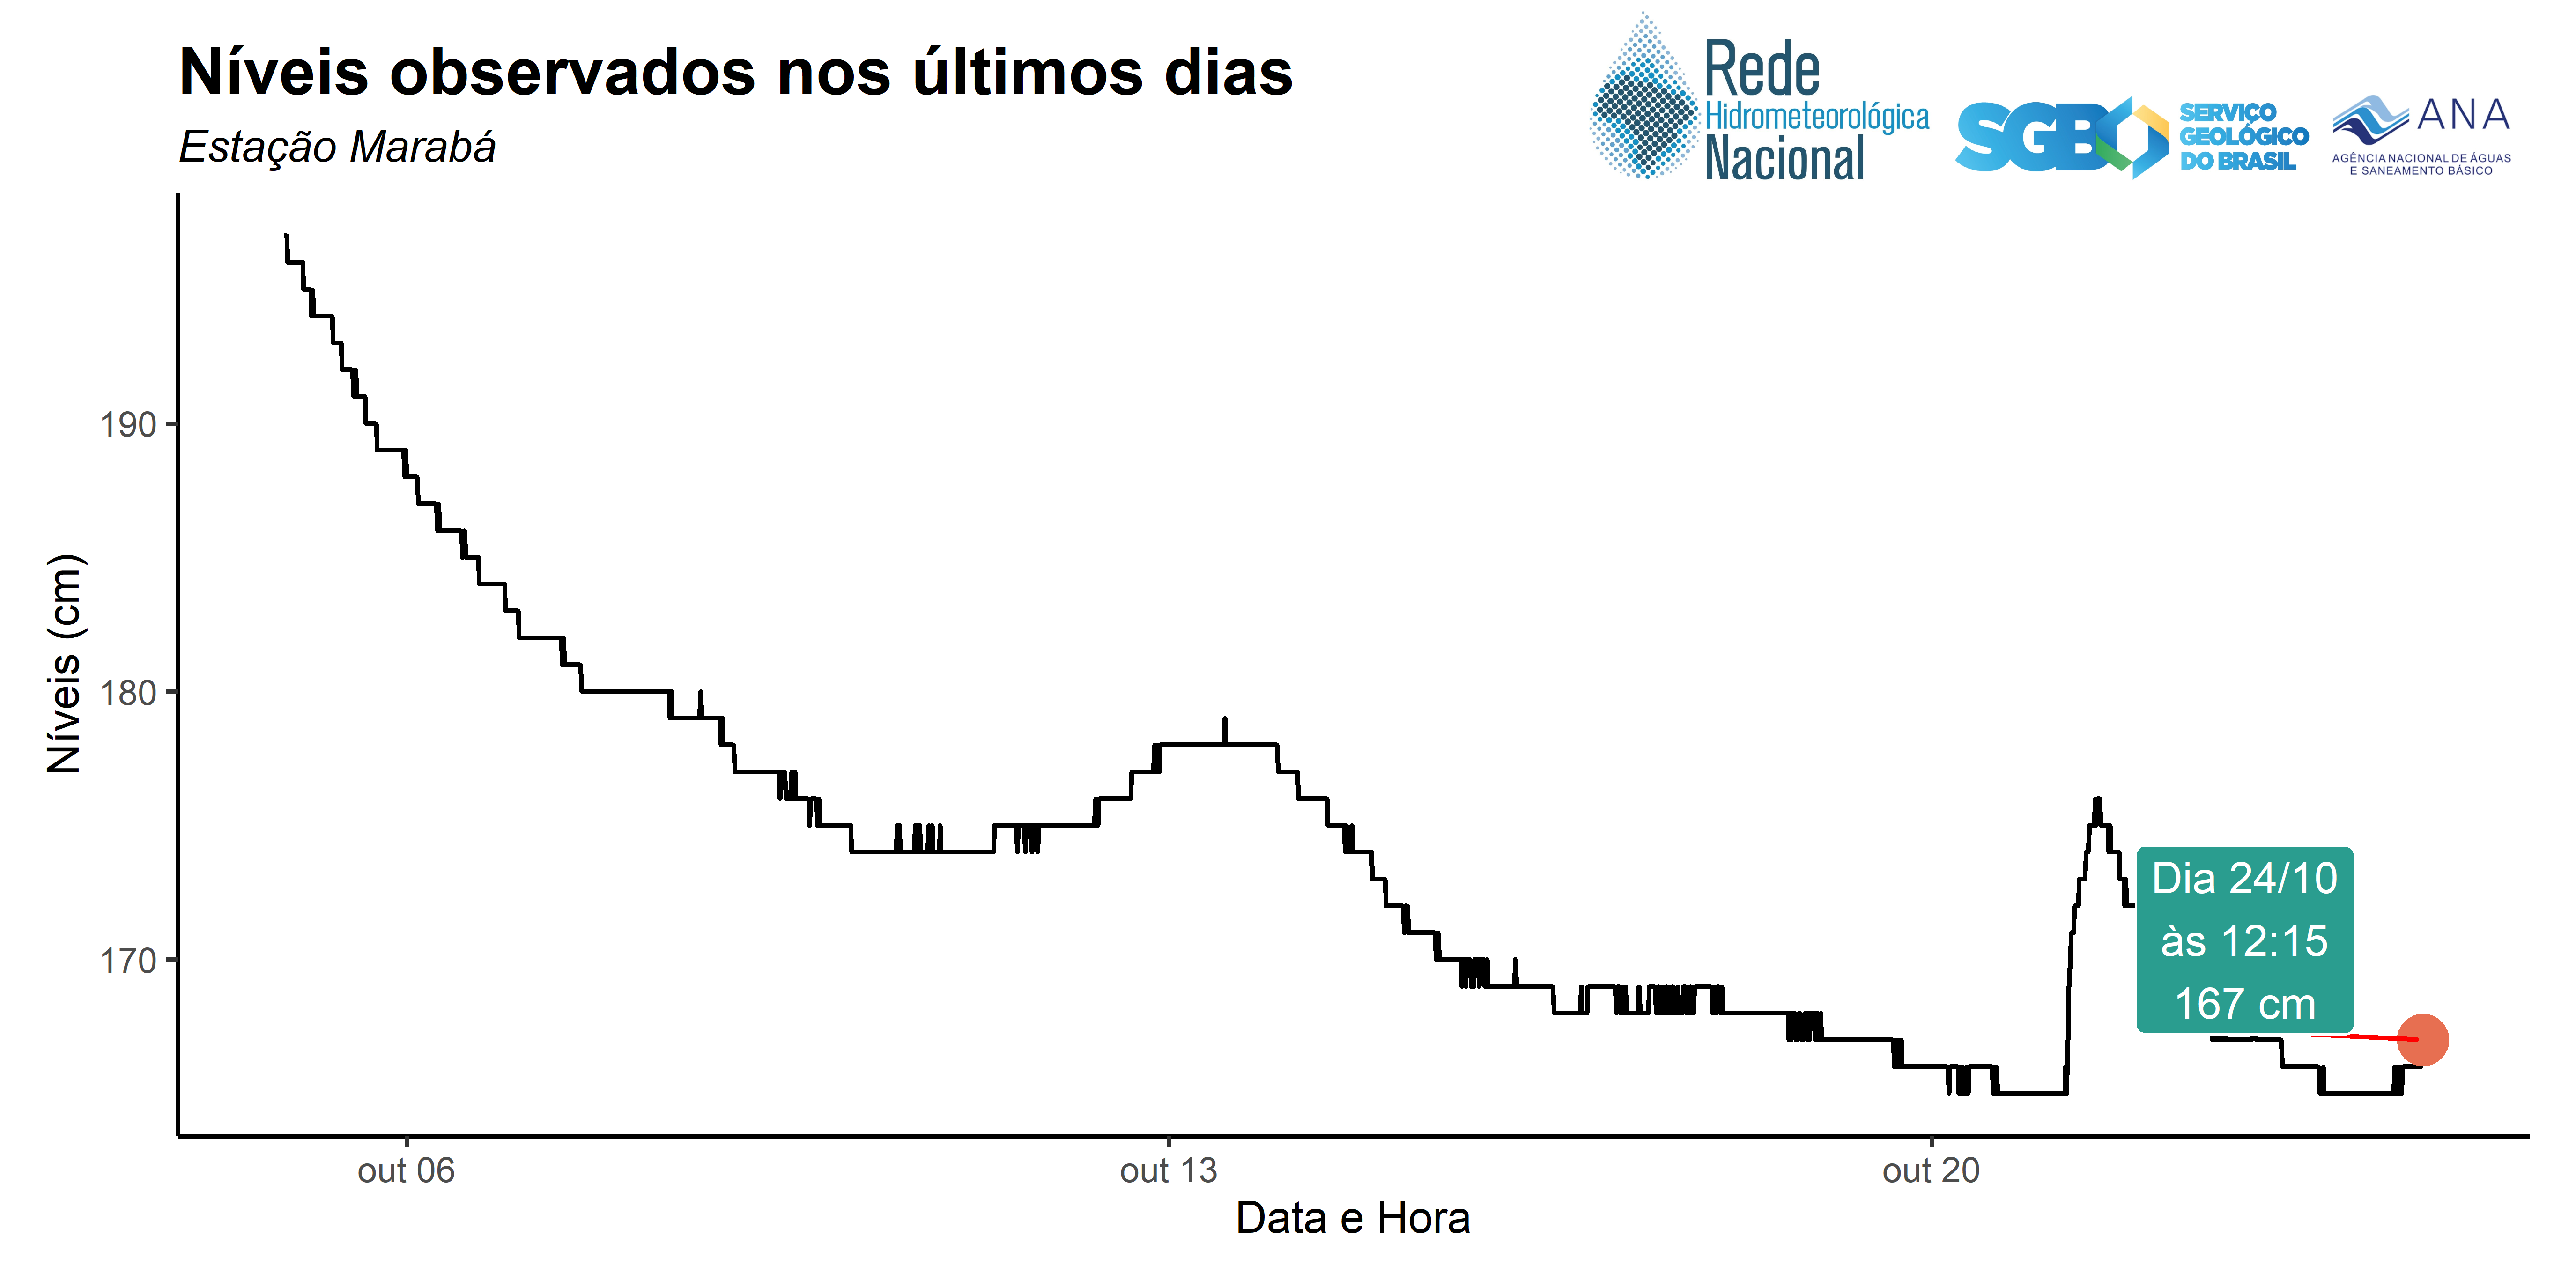 Níveis observados nos últimos dias
Estação Marabá
Rede
Hidrometeorológica
Nacional
SGB
SERVIÇO
GEOLÓGICO
DO BRASIL
ANA
AGÊNCIA NACIONAL DE ÁGUAS
E SANEAMENTO BÁSICO
Níveis (cm)
190
180
170
Dia 24/10
às 12:15
167 cm
out 06
out 13
out 20
Data e Hora